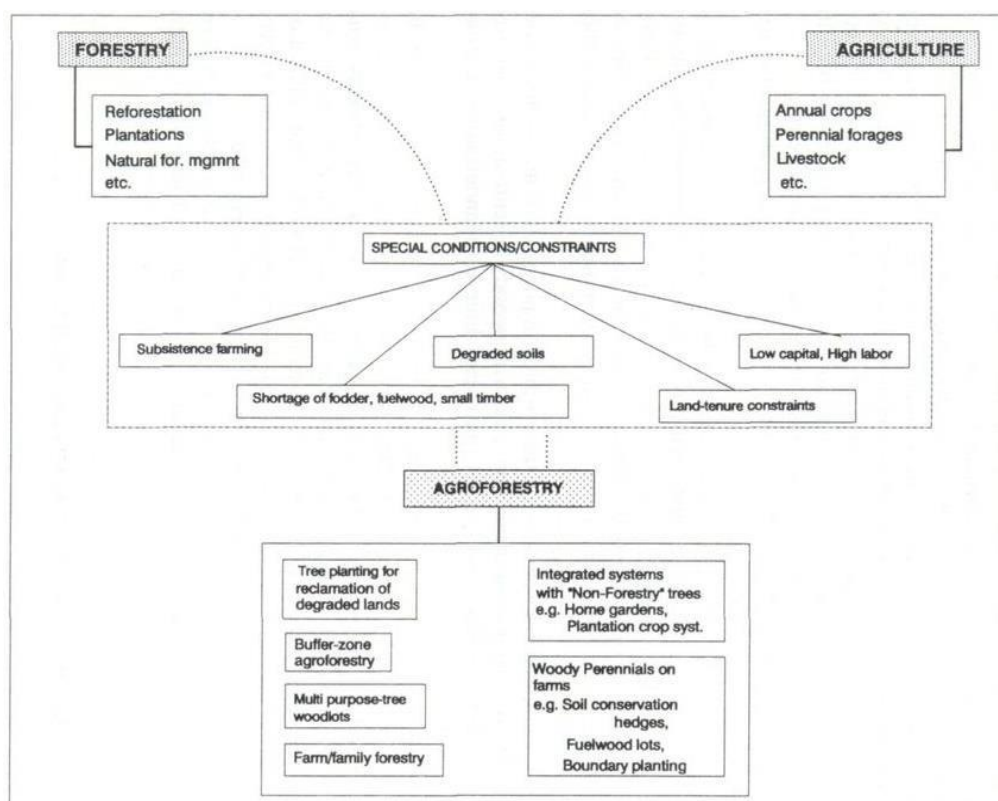 FORESTRY
Reforestation
Plantations
Natural for. mgmnt
etc.
AGRICULTURE
Annual crops
Perennial forages
Livestock
etc.
SPECIAL CONDITIONS/CONSTRAINTS
Subsistence farming
Degraded soils
Low capital, High labor
Shortage of fodder, fuelwood, small timber
Land-tenure constraints
AGROFORESTRY
Tree planting for
reclamation of
degraded lands
Buffer-zone
agroforestry
Multi purpose-tree
woodlots
Farm/family forestry
Integrated systems
with "Non-Forestry" trees
e.g. Home gardens,
Plantation crop syst.
Woody Perennials on
farms
e.g. Soil conservation
hedges,
Fuelwood lots,
Boundary planting